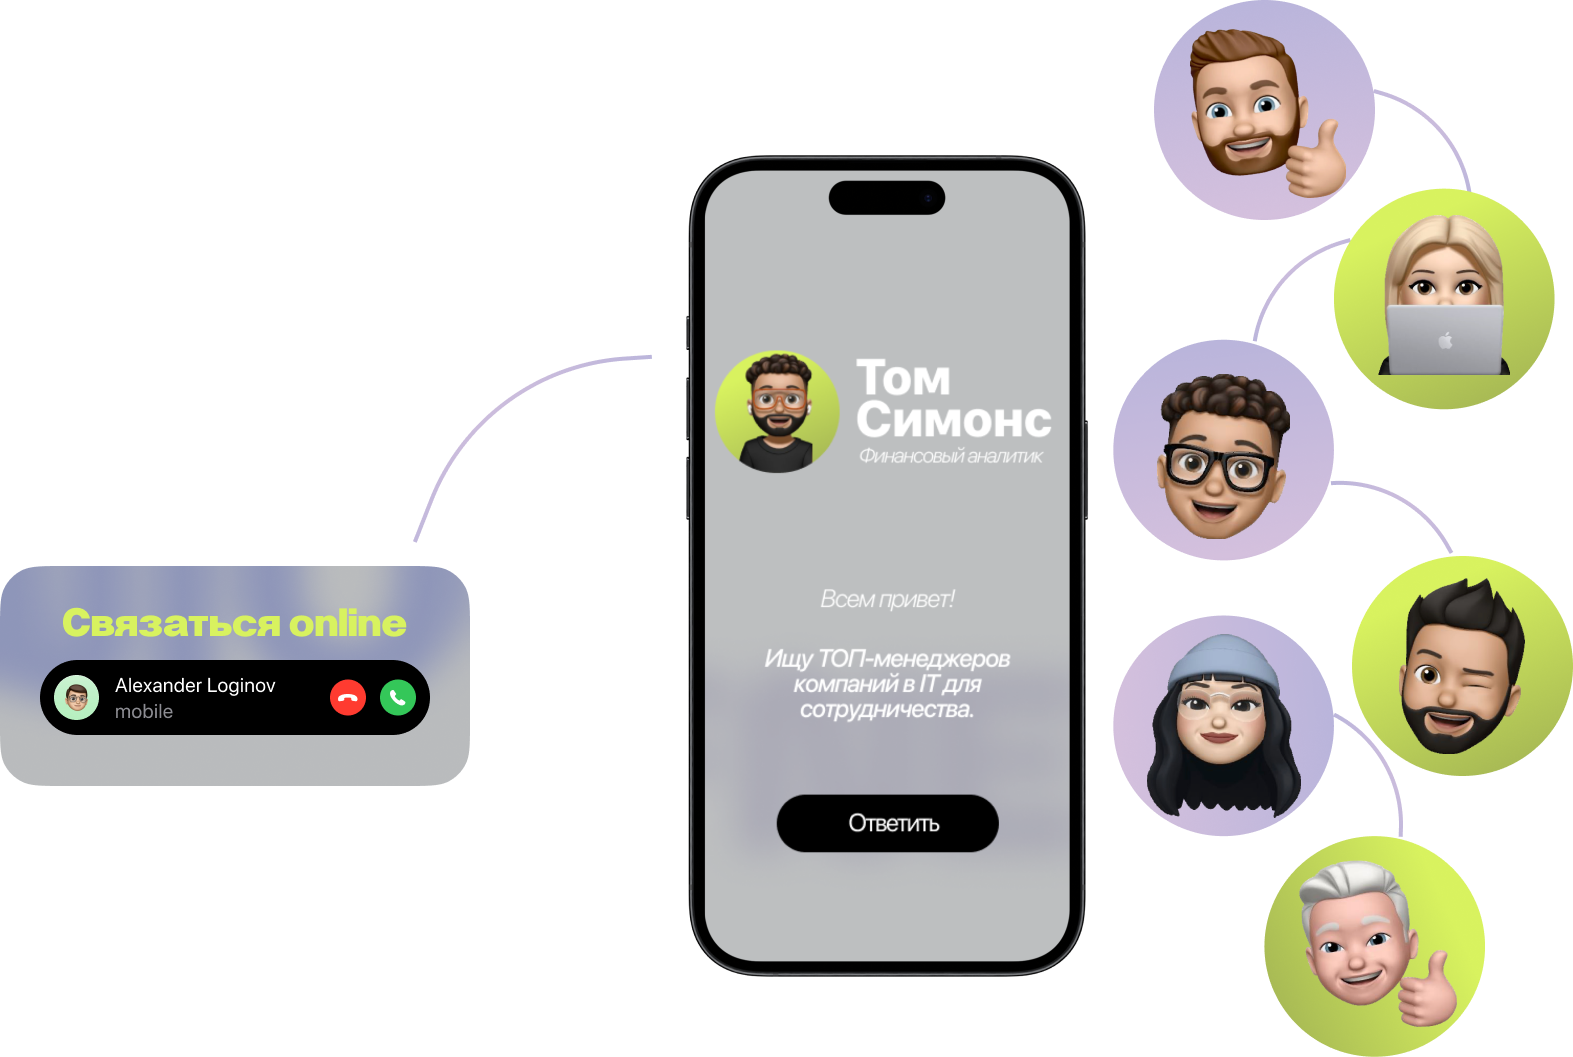 Том
Симонс
Финансовый аналитик
Всем привет!
Ищу ТОП-менеджеров
компаний в IT для
сотрудничества.
Ответить
Связаться online
Alexander Loginov
mobile